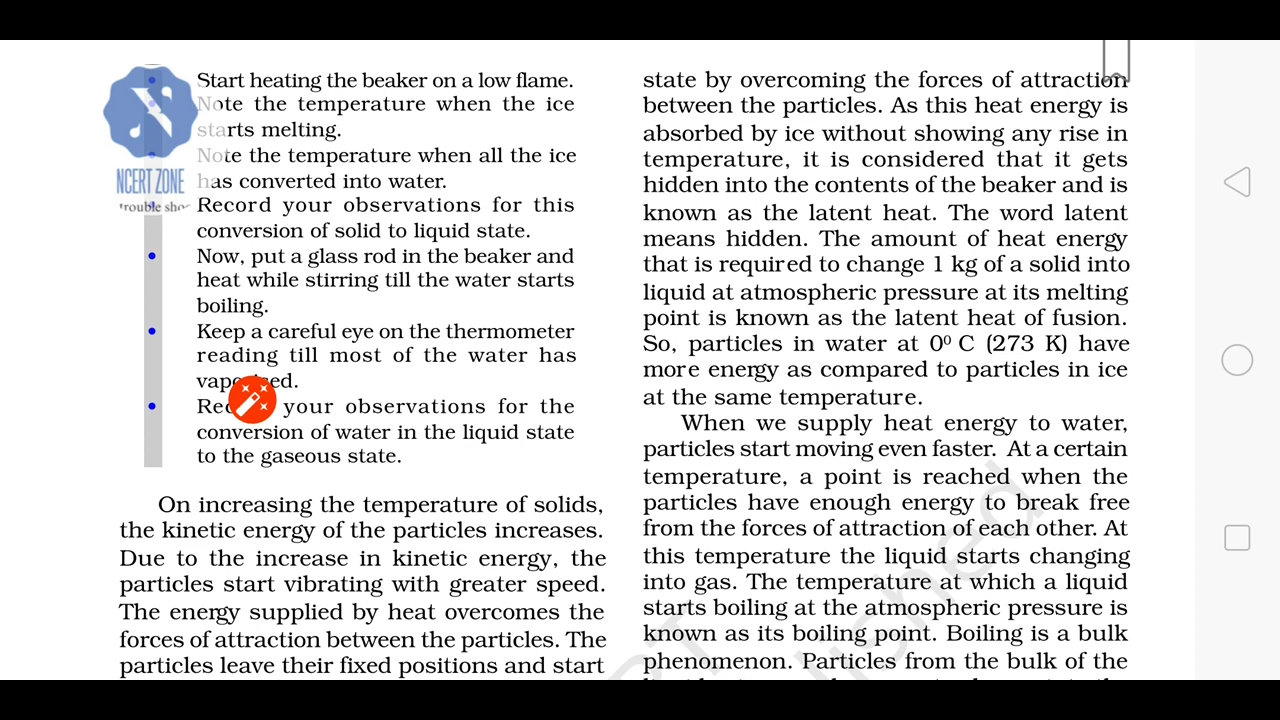 Start heating the beaker on a low flame.
Note the temperature when the ice
starts melting.
Note the temperature when all the ice
has converted into water.
NCERT ZONE
trouble
Record your observations for this
conversion of solid to liquid state.
Now, put a glass rod in the beaker and
heat while stirring till the water starts
boiling.
Keep a careful eye on the thermometer
reading till most of the water has
your observations for the
conversion of water in the liquid state
to the gaseous state.
On increasing the temperature of solids,
the kinetic energy of the particles increases.
Due to the increase in kinetic energy, the
particles start vibrating with greater speed.
The energy supplied by heat overcomes the
forces of attraction between the particles. The
particles leave their fixed positions and start
state by overcoming the forces of attraction
between the particles. As this heat energy is
absorbed by ice without showing any rise in
temperature, it is considered that it gets
hidden into the contents of the beaker and is
known as the latent heat. The word latent
means hidden. The amount of heat energy
that is required to change 1 kg of a solid into
liquid at atmospheric pressure at its melting
point is known as the latent heat of fusion.
So, particles in water at 0⁰ C (273 K) have
more energy as compared to particles in ice
at the same temperature.
When we supply heat energy to water,
particles start moving even faster. At a certain
temperature, a point is reached when the
particles have enough energy to break free
from the forces of attraction of each other. At
this temperature the liquid starts changing
into gas. The temperature at which a liquid
starts boiling at the atmospheric pressure is
known as its boiling point. Boiling is a bulk
phenomenon. Particles from the bulk of the